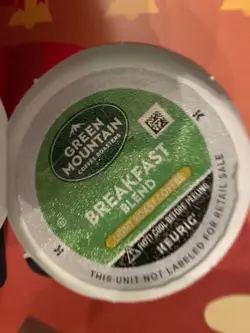 GREEN
MOUNTAIN
COFFEE ROASTERS
BREAKFAST
BLEND
LIGHT ROAST COFFEE
UNTIL COOL BEFORE PEELING
KEURIG
THIS UNIT NOT LABELED FOR RETAIL SALE
K
K
K